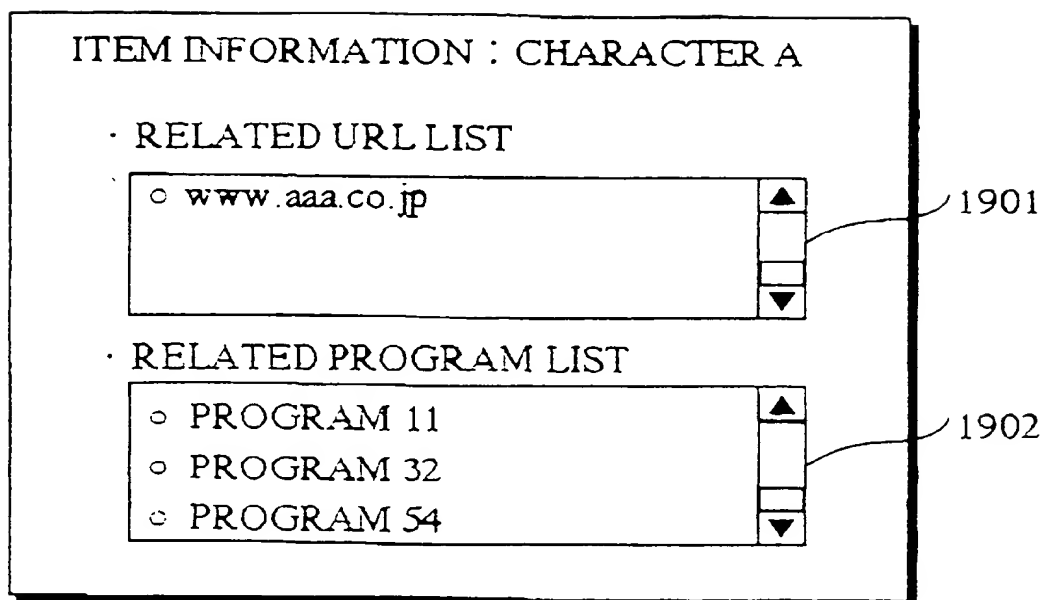 ITEM INFORMATION : CHARACTER A
· RELATED URL LIST
○ www.aaa.co.jp
1901
· RELATED PROGRAM LIST
○ PROGRAM 11
○ PROGRAM 32
○ PROGRAM 54
1902